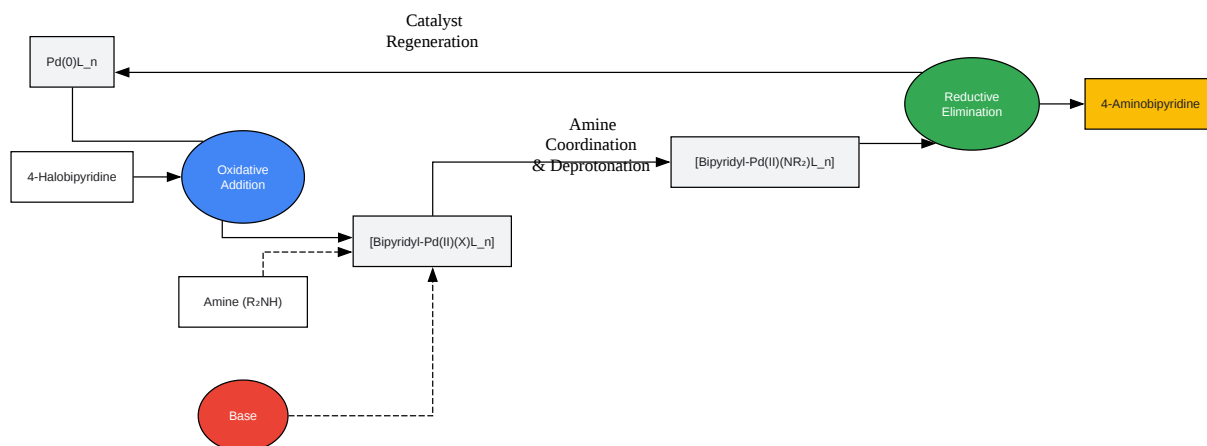 Catalyst
Regeneration
Pd(0)L_n
Reductive
Elimination
4-Aminobipyridine
Amine
Coordination
& Deprotonation
[Bipyridyl-Pd(II)(NR₂)L_n]
4-Halobipyridine
Oxidative
Addition
[Bipyridyl-Pd(II)(X)L_n]
Amine (R₂NH)
Base